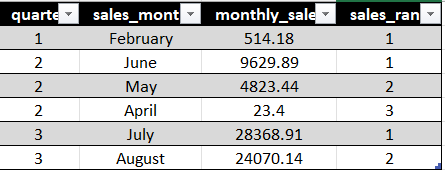 quarte sales_mont monthly_sale sales_ran
1 February 514.18 1
2 June 9629.89 1
2 May 4823.44 2
2 April 23.4 3
3 July 28368.91 1
3 August 24070.14 2